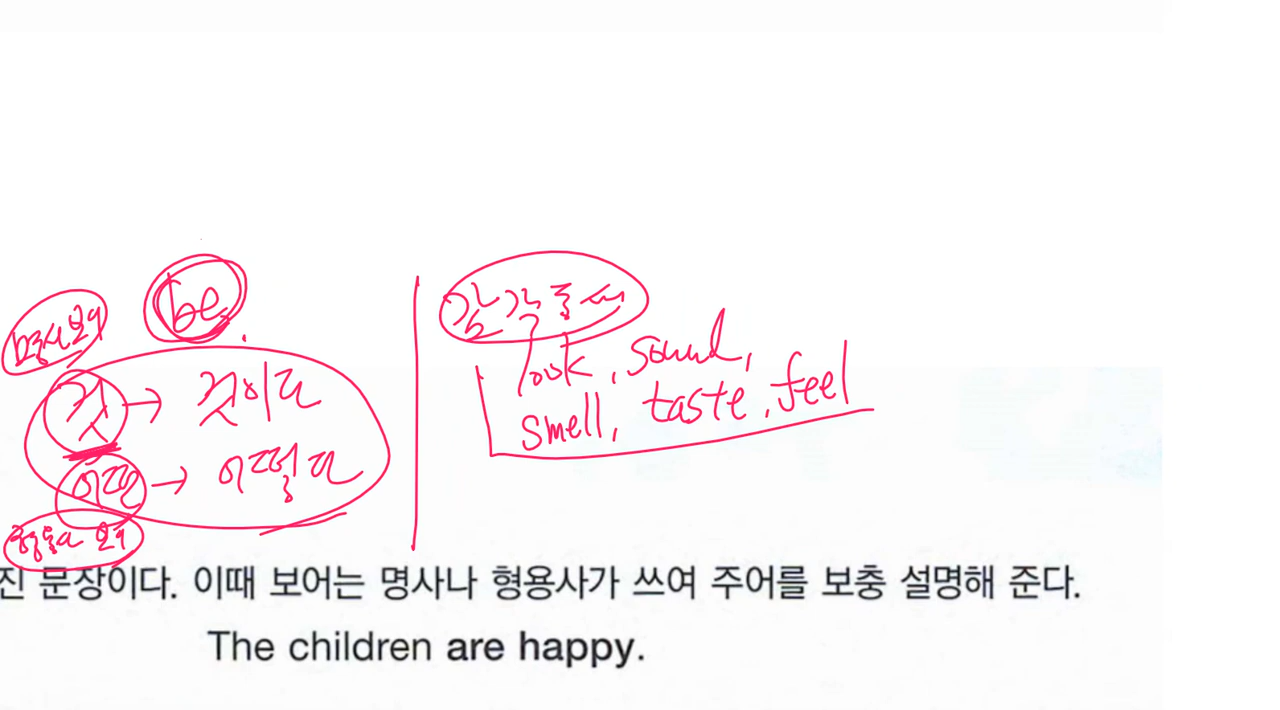 be
명사 보어
것 → 것이다
어떤 → 어떻다
형용사 보어
감각동사
look, sound,
smell, taste, feel
진 문장이다. 이때 보어는 명사나 형용사가 쓰여 주어를 보충 설명해 준다.
The children are happy.